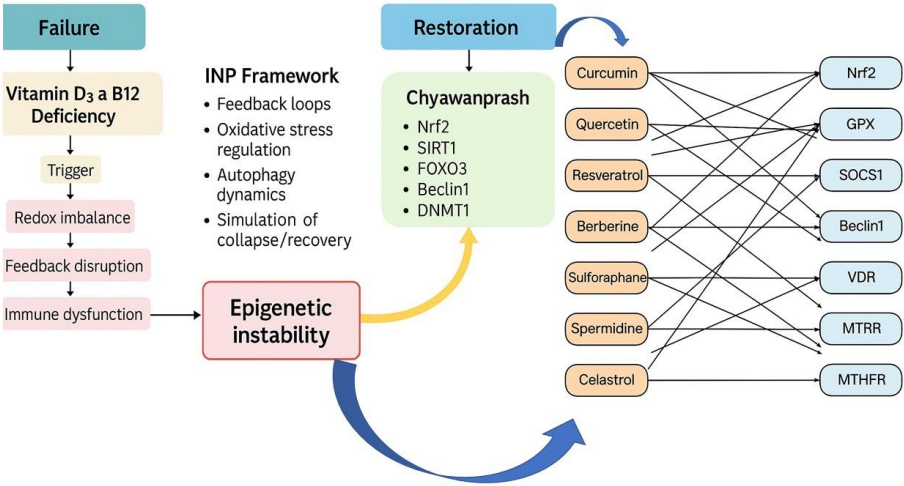 Failure
Vitamin D₃ a B12
Deficiency
Trigger
Redox imbalance
Feedback disruption
Immune dysfunction
INP Framework
• Feedback loops
• Oxidative stress
regulation
• Autophagy
dynamics
• Simulation of
collapse/recovery
Epigenetic
instability
Restoration
Chyawanprash
• Nrf2
• SIRT1
• FOXO3
• Beclin1
• DNMT1
Curcumin
Quercetin
Resveratrol
Berberine
Sulforaphane
Spermidine
Celastrol
Nrf2
GPX
SOCS1
Beclin1
VDR
MTRR
MTHFR